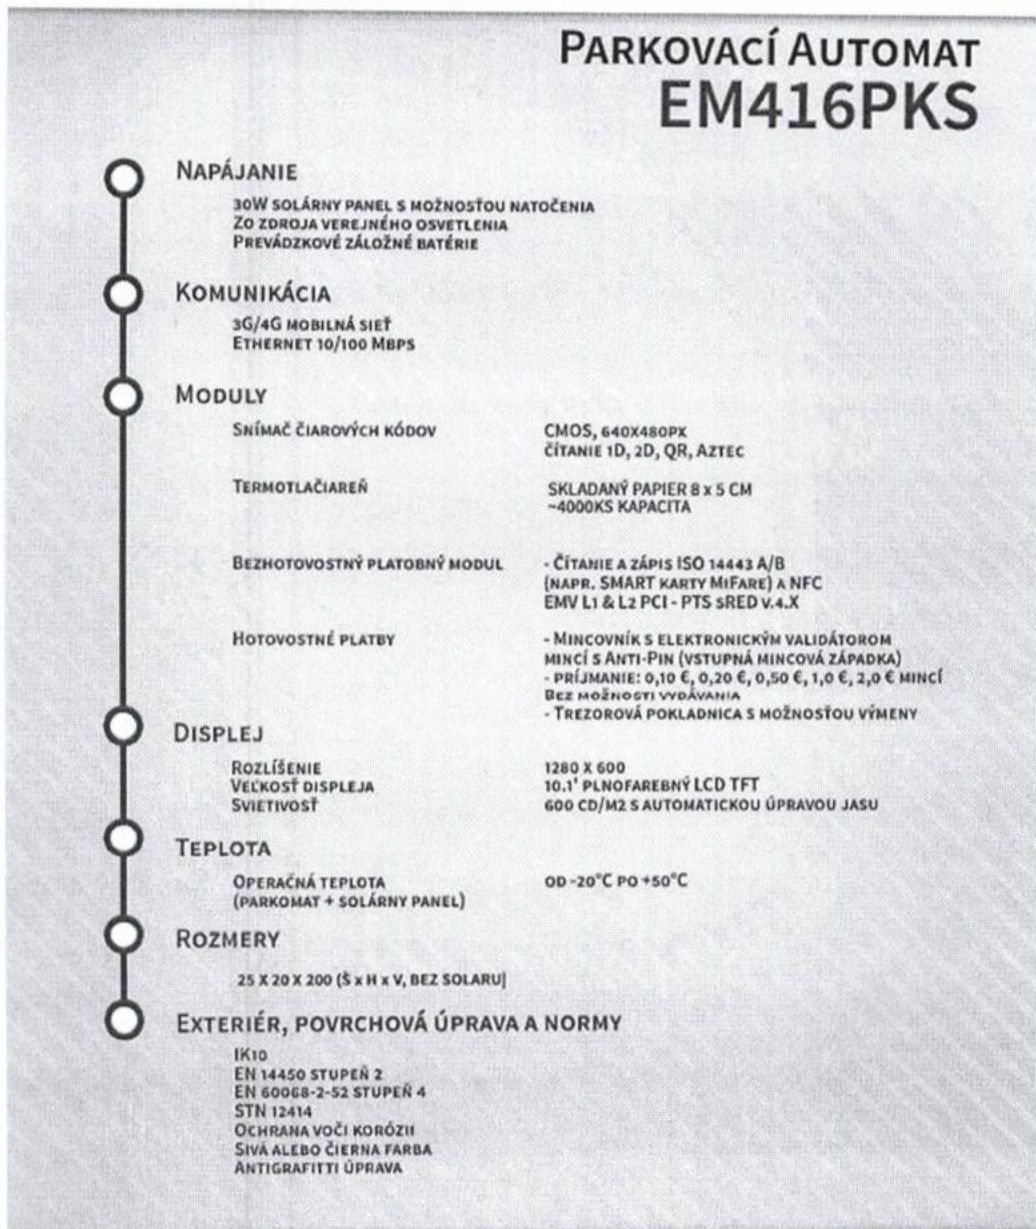 PARKOVACÍ AUTOMAT
EM416PKS
NAPÁJANIE
30W SOLÁRNY PANEL S MOŽNOSŤOU NATOČENIA
ZO ZDROJA VEREJNÉHO OSVETLENIA
PREVÁDZKOVÉ ZÁLOŽNÉ BATÉRIE
KOMUNIKÁCIA
3G/4G MOBILNÁ SIEŤ
ETHERNET 10/100 MBPS
MODULY
SNÍMAČ ČIAROVÝCH KÓDOV CMOS, 640X480PX
ČÍTANIE 1D, 2D, QR, AZTEC
TERMOTLAČIAREŇ SKLADANÝ PAPIER 8 X 5 CM
~4000KS KAPACITA
BEZHOTOVOSTNÝ PLATOBNÝ MODUL - ČÍTANIE A ZÁPIS ISO 14443 A/B
(NAPR. SMART KARTY MIFARE) A NFC
EMV L1 & L2 PCI - PTS SRED V.4.X
HOTOVOSTNÉ PLATBY - MINCOVNÍK S ELEKTRONICKÝM VALIDÁTOROM
MINCÍ S ANTI-PIN (VSTUPNÁ MINCOVÁ ZÁPADKA)
- PRÍJMANIE: 0,10 €, 0,20 €, 0,50 €, 1,0 €, 2,0 € MINCÍ
BEZ MOŽNOSTI VYDÁVANIA
- TREZOROVÁ POKLADNICA S MOŽNOSŤOU VÝMENY
DISPLEJ
ROZLÍŠENIE 1280 X 600
VEĽKOSŤ DISPLEJA 10.1' PLNOFAREBNÝ LCD TFT
SVIETIVOSŤ 600 CD/M2 S AUTOMATICKOU ÚPRAVOU JASU
TEPLOTA
OPERAČNÁ TEPLOTA OD -20°C PO +50°C
(PARKOMAT + SOLÁRNY PANEL)
ROZMERY
25 X 20 X 200 (Š X H X V, BEZ SOLARU)
EXTERIÉR, POVRCHOVÁ ÚPRAVA A NORMY
IK10
EN 14450 STUPEŇ 2
EN 60068-2-52 STUPEŇ 4
STN 12414
OCHRANA VOČI KORÓZII
SIVÁ ALEBO ČIERNA FARBA
ANTIGRAFITTI ÚPRAVA